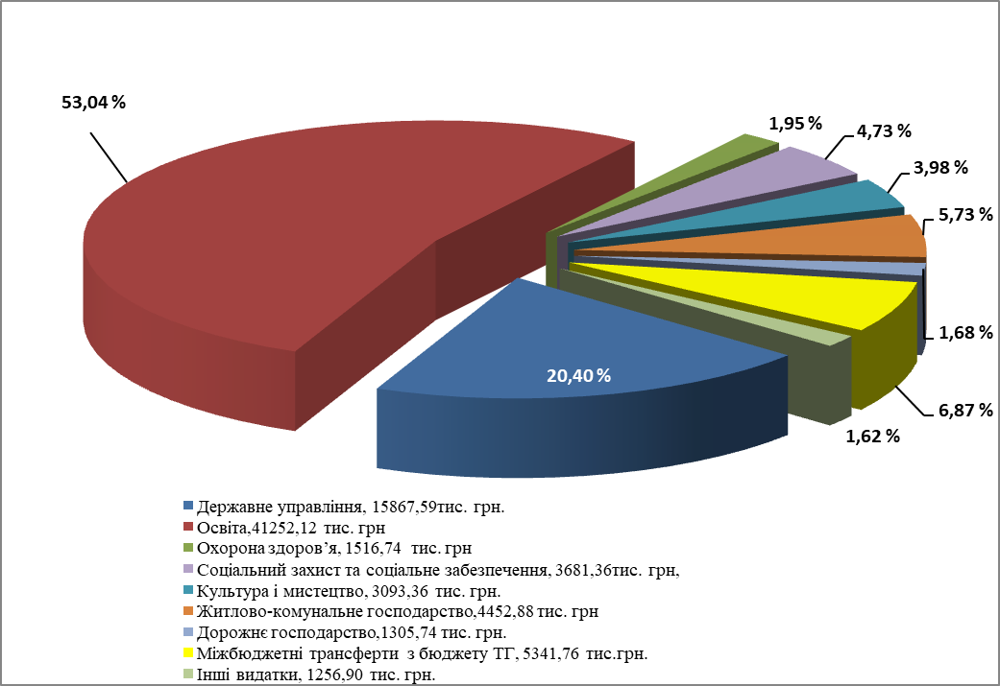 53,04 %
1,95 %
4,73 %
3,98 %
5,73 %
1,68 %
6,87 %
1,62 %
20,40 %
Державне управління, 15867,59тис. грн.
Освіта,41252,12 тис. грн
Охорона здоров’я, 1516,74 тис. грн
Соціальний захист та соціальне забезпечення, 3681,36тис. грн,
Культура і мистецтво, 3093,36 тис. грн.
Житлово-комунальне господарство,4452,88 тис. грн
Дорожнє господарство,1305,74 тис. грн.
Міжбюджетні трансферти з бюджету ТГ, 5341,76 тис.грн.
Інші видатки, 1256,90 тис. грн.